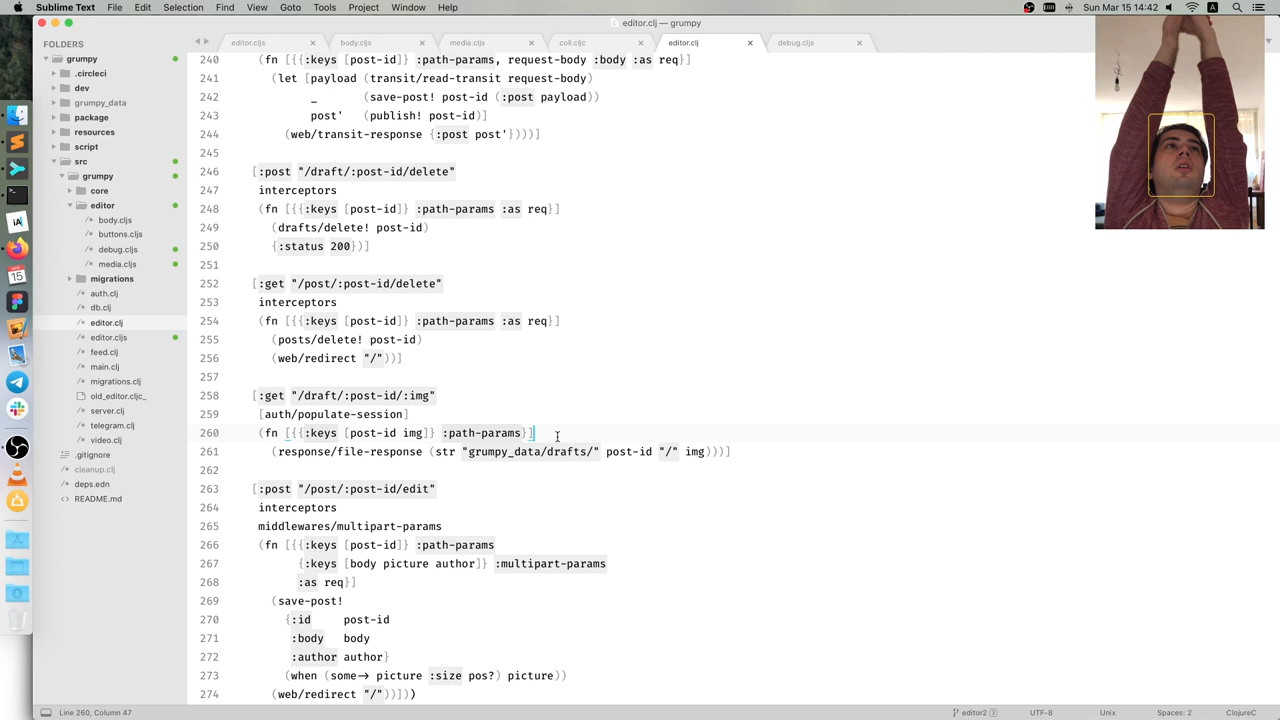 Sublime Text File Edit Selection Find View Goto Tools Project Window Help
A Sun Mar 15 14:42
editor.clj — grumpy
FOLDERS
grumpy
.circleci
dev
grumpy_data
package
resources
script
src
grumpy
core
editor
body.cljs
buttons.cljs
debug.cljs
media.cljs
migrations
auth.clj
db.clj
editor.clj
editor.cljs
feed.clj
main.clj
migrations.clj
old_editor.cljc_
server.clj
telegram.clj
video.clj
.gitignore
cleanup.clj
deps.edn
README.md
editor.cljs body.cljs media.cljs coll.cljc editor.clj debug.cljs
240 (fn [{:keys [post-id] :path-params, request-body :body :as req}]
241 (let [payload (transit/read-transit request-body)
242 _ (save-post! post-id (:post payload))
243 post' (publish! post-id)]
244 (web/transit-response {:post post'})))]
245
246 [:post "/draft/:post-id/delete"
247 interceptors
248 (fn [{{:keys [post-id]} :path-params :as req}]
249 (drafts/delete! post-id)
250 {:status 200})]
251
252 [:get "/post/:post-id/delete"
253 interceptors
254 (fn [{{:keys [post-id]} :path-params :as req}]
255 (posts/delete! post-id)
256 (web/redirect "/"))]
257
258 [:get "/draft/:post-id/:img"
259 [auth/populate-session]
260 (fn [{{:keys [post-id img]} :path-params}]
261 (response/file-response (str "grumpy_data/drafts/" post-id "/" img)))]
262
263 [:post "/post/:post-id/edit"
264 interceptors
265 middlewares/multipart-params
266 (fn [{{:keys [post-id]} :path-params
267 {:keys [body picture author]} :multipart-params
268 :as req}]
269 (save-post!
270 {:id post-id
271 :body body
272 :author author}
273 (when (some-> picture :size pos?) picture))
274 (web/redirect "/"))]))
iA
15
Line 260, Column 47
editor2 UTF-8 Unix Spaces: 2 ClojureC